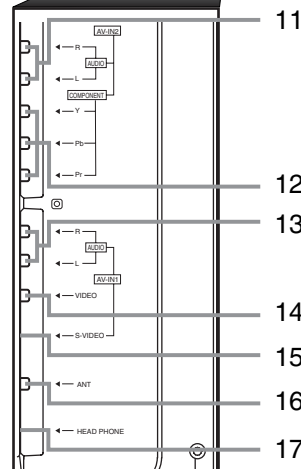 11
AV-IN2
R
AUDIO
L
COMPONENT
Y
Pb
12
Pr
13
R
AUDIO
L
AV-IN1
VIDEO
14
S-VIDEO
15
ANT
16
HEAD PHONE
17